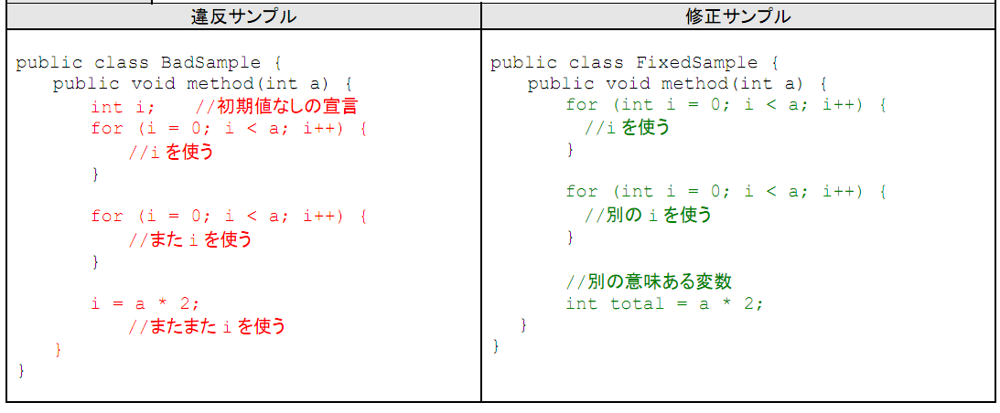 違反サンプル
public class BadSample {
public void method(int a) {
int i; //初期値なしの宣言
for (i = 0; i < a; i++) {
//i を使う
}
for (i = 0; i < a; i++) {
//また i を使う
}
i = a * 2;
//またまた i を使う
}
}
修正サンプル
public class FixedSample {
public void method(int a) {
for (int i = 0; i < a; i++) {
//i を使う
}
for (int i = 0; i < a; i++) {
//別の i を使う
}
//別の意味ある変数
int total = a * 2;
}
}